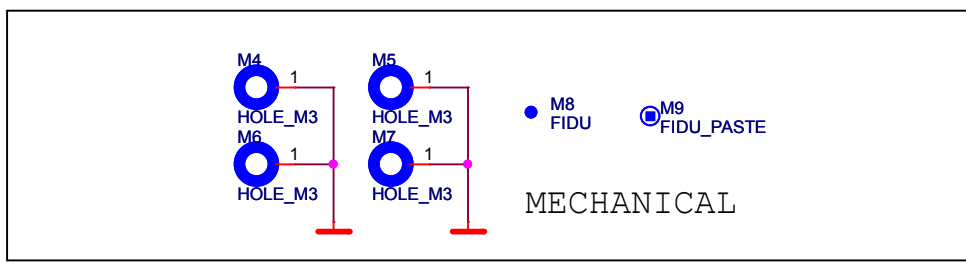 M4
1
HOLE_M3
M6
1
HOLE_M3
M5
1
HOLE_M3
M7
1
HOLE_M3
M8
FIDU
M9
FIDU_PASTE
MECHANICAL